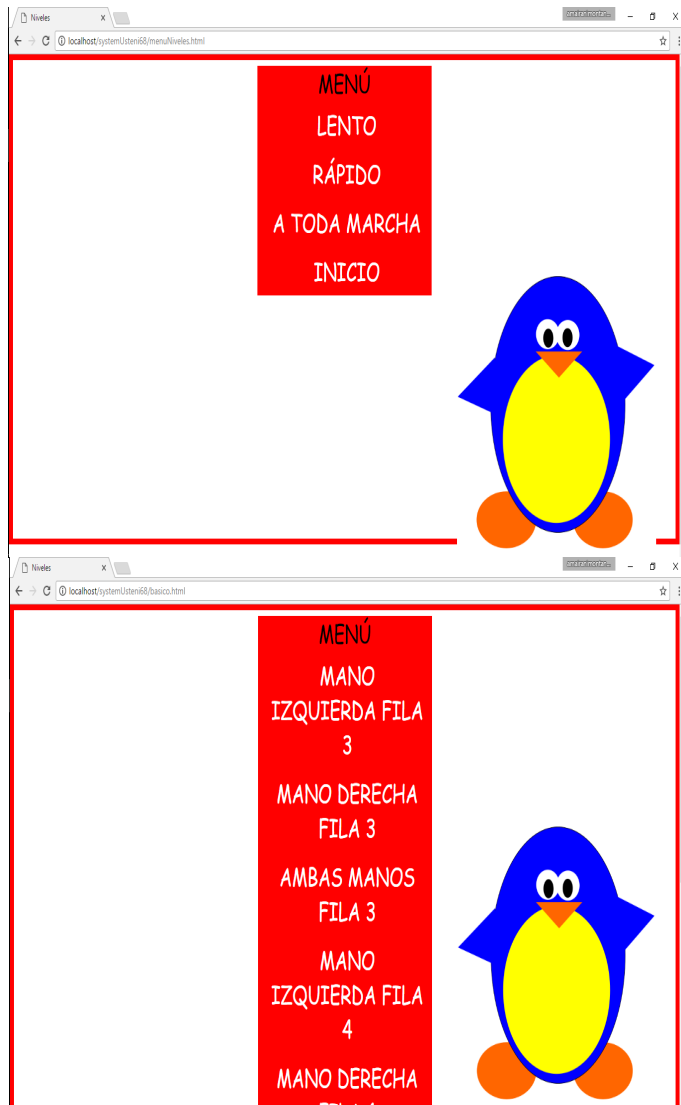 Niveles
localhost/systemUsteni68/menuNiveles.html
MENÚ
LENTO
RÁPIDO
A TODA MARCHA
INICIO
Niveles
localhost/systemUsteni68/basico.html
MENÚ
MANO
IZQUIERDA FILA
3
MANO DERECHA
FILA 3
AMBAS MANOS
FILA 3
MANO
IZQUIERDA FILA
4
MANO DERECHA